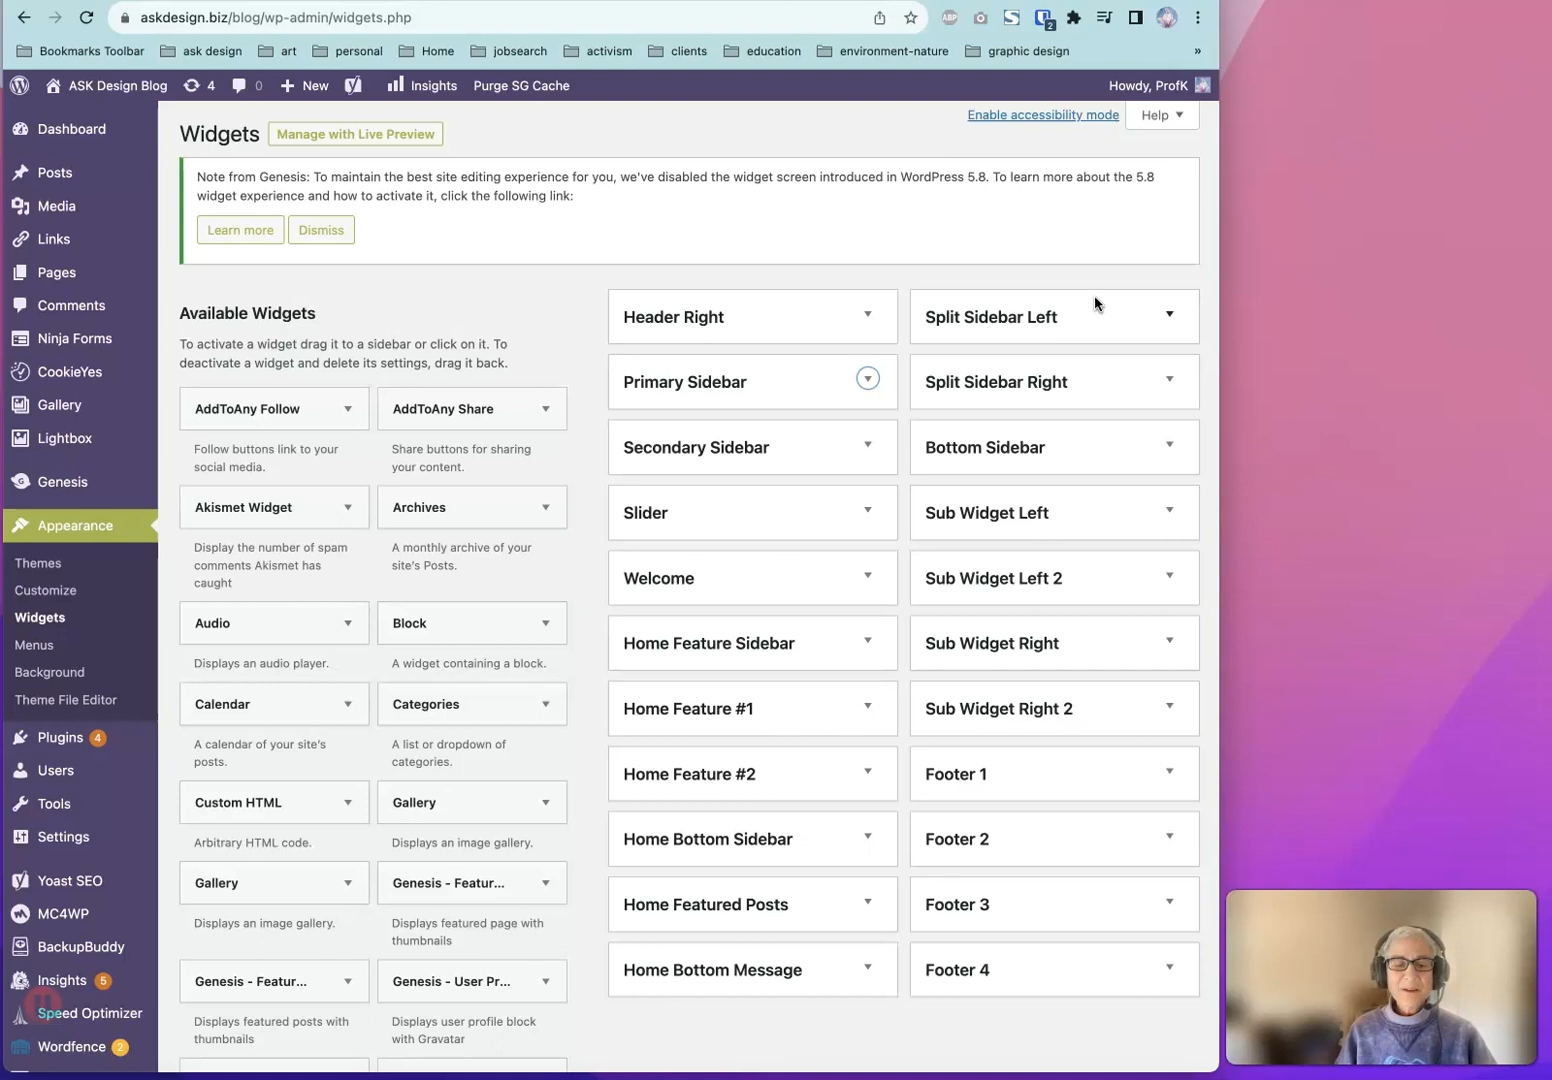 askdesign.biz/blog/wp-admin/widgets.php
ABP
2
Bookmarks Toolbar
ask design
art
personal
Home
jobsearch
activism
clients
education
environment-nature
graphic design
»
ASK Design Blog
4
0
New
Insights
Purge SG Cache
Howdy, ProfK
Dashboard
Posts
Media
Links
Pages
Comments
Ninja Forms
CookieYes
Gallery
Lightbox
Genesis
Appearance
Themes
Customize
Widgets
Menus
Background
Theme File Editor
Plugins 4
Users
Tools
Settings
Yoast SEO
MC4WP
BackupBuddy
Insights 5
Speed Optimizer
Wordfence 2
Enable accessibility mode
Help
Widgets
Manage with Live Preview
Note from Genesis: To maintain the best site editing experience for you, we've disabled the widget screen introduced in WordPress 5.8. To learn more about the 5.8
widget experience and how to activate it, click the following link:
Learn more
Dismiss
Available Widgets
To activate a widget drag it to a sidebar or click on it. To
deactivate a widget and delete its settings, drag it back.
AddToAny Follow
Follow buttons link to your
social media.
AddToAny Share
Share buttons for sharing
your content.
Akismet Widget
Display the number of spam
comments Akismet has
caught
Archives
A monthly archive of your
site's Posts.
Audio
Displays an audio player.
Block
A widget containing a block.
Calendar
A calendar of your site's
posts.
Categories
A list or dropdown of
categories.
Custom HTML
Arbitrary HTML code.
Gallery
Displays an image gallery.
Gallery
Displays an image gallery.
Genesis - Featur...
Displays featured page with
thumbnails
Genesis - Featur...
Displays featured posts with
thumbnails
Genesis - User Pr...
Displays user profile block
with Gravatar
Header Right
Primary Sidebar
Secondary Sidebar
Slider
Welcome
Home Feature Sidebar
Home Feature #1
Home Feature #2
Home Bottom Sidebar
Home Featured Posts
Home Bottom Message
Split Sidebar Left
Split Sidebar Right
Bottom Sidebar
Sub Widget Left
Sub Widget Left 2
Sub Widget Right
Sub Widget Right 2
Footer 1
Footer 2
Footer 3
Footer 4